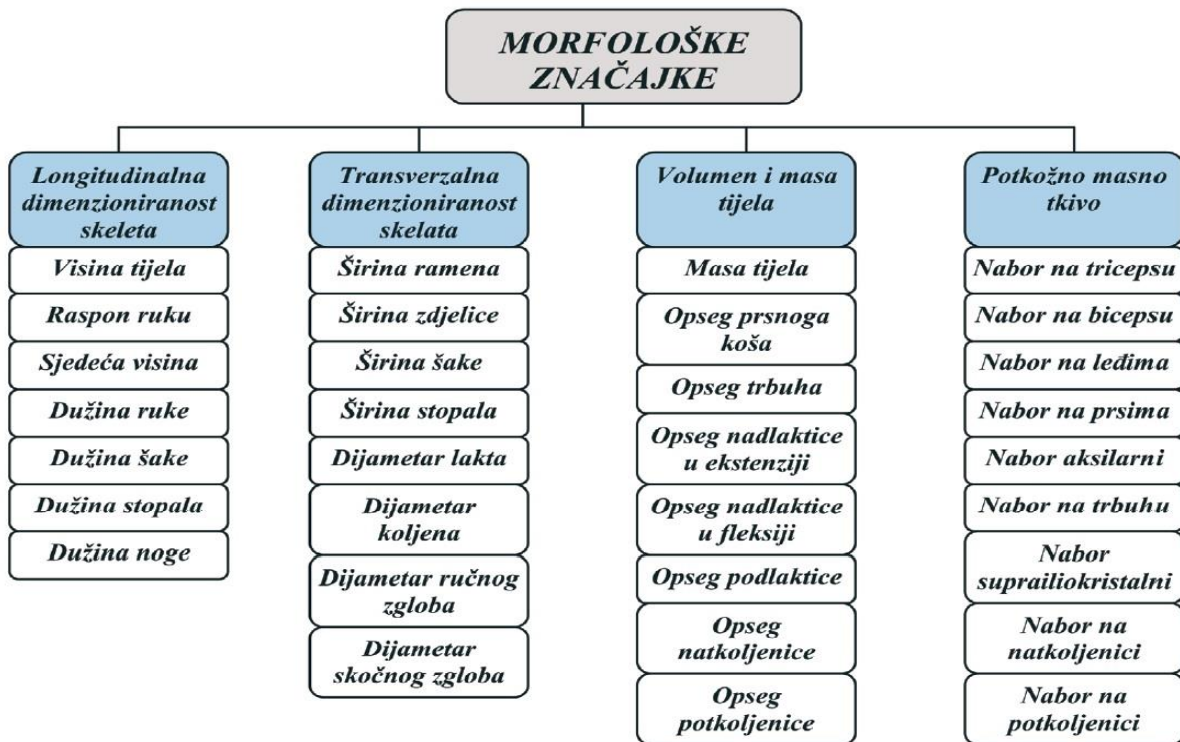 MORFOLOŠKE
ZNAČAJKE
Longitudinalna
dimenzioniranost
skeleta
Visina tijela
Raspon ruku
Sjedeća visina
Dužina ruke
Dužina šake
Dužina stopala
Dužina noge
Transverzalna
dimenzioniranost
skelata
Širina ramena
Širina zdjelice
Širina šake
Širina stopala
Dijametar lakta
Dijametar
koljena
Dijametar ručnog
zgloba
Dijametar
skočnog zgloba
Volumen i masa
tijela
Masa tijela
Opseg prsnoga
koša
Opseg trbuha
Opseg nadlaktice
u ekstenziji
Opseg nadlaktice
u fleksiji
Opseg podlaktice
Opseg
natkoljenice
Opseg
potkoljenice
Potkožno masno
tkivo
Nabor na tricepsu
Nabor na bicepsu
Nabor na leđima
Nabor na prsima
Nabor aksilarni
Nabor na trbuhu
Nabor
suprailiokristalni
Nabor na
natkoljenici
Nabor na
potkoljenici